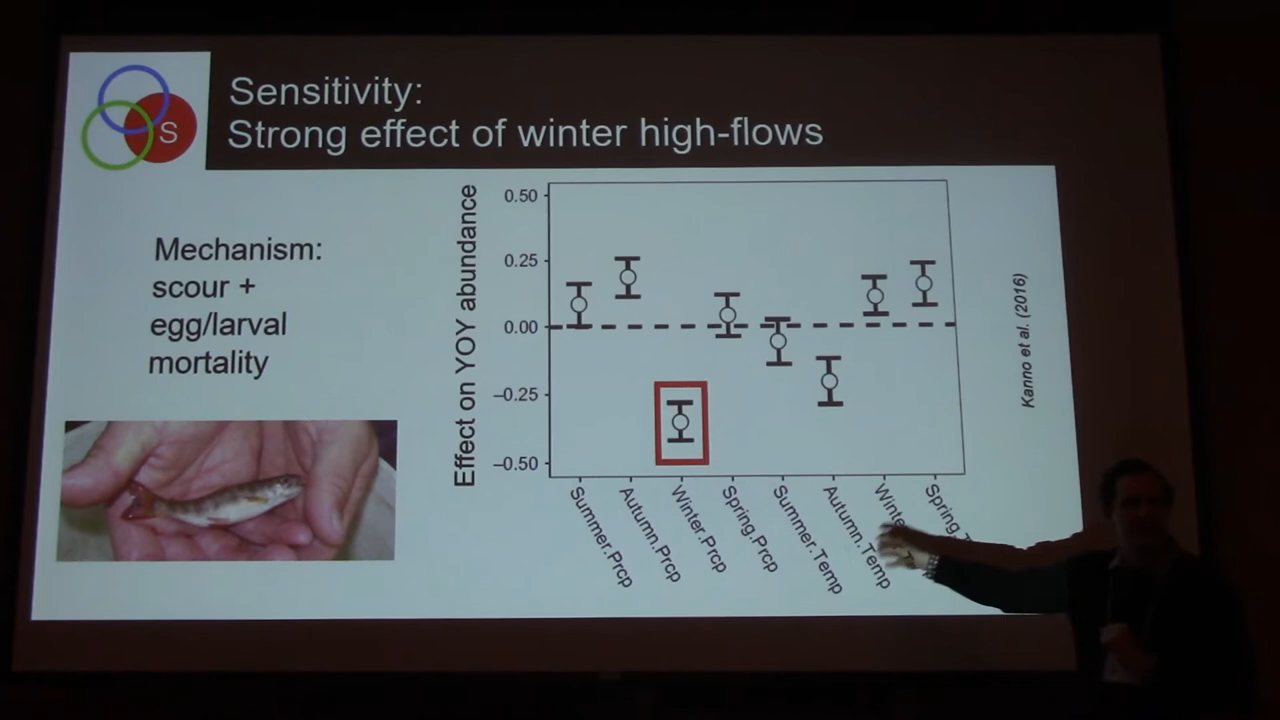 S
Sensitivity:
Strong effect of winter high-flows
Mechanism:
scour +
egg/larval
mortality
Effect on YOY abundance
0.50
0.25
0.00
–0.25
–0.50
Summer.Prcp
Autumn.Prcp
Winter.Prcp
Spring.Prcp
Summer.Temp
Autumn.Temp
Spring.
Kanno et al. (2016)